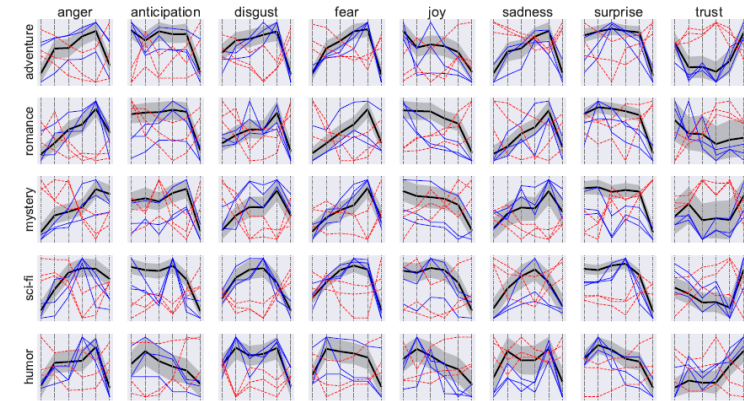 anger anticipation disgust fear joy sadness surprise trust
adventure
romance
mystery
sci-fi
humor